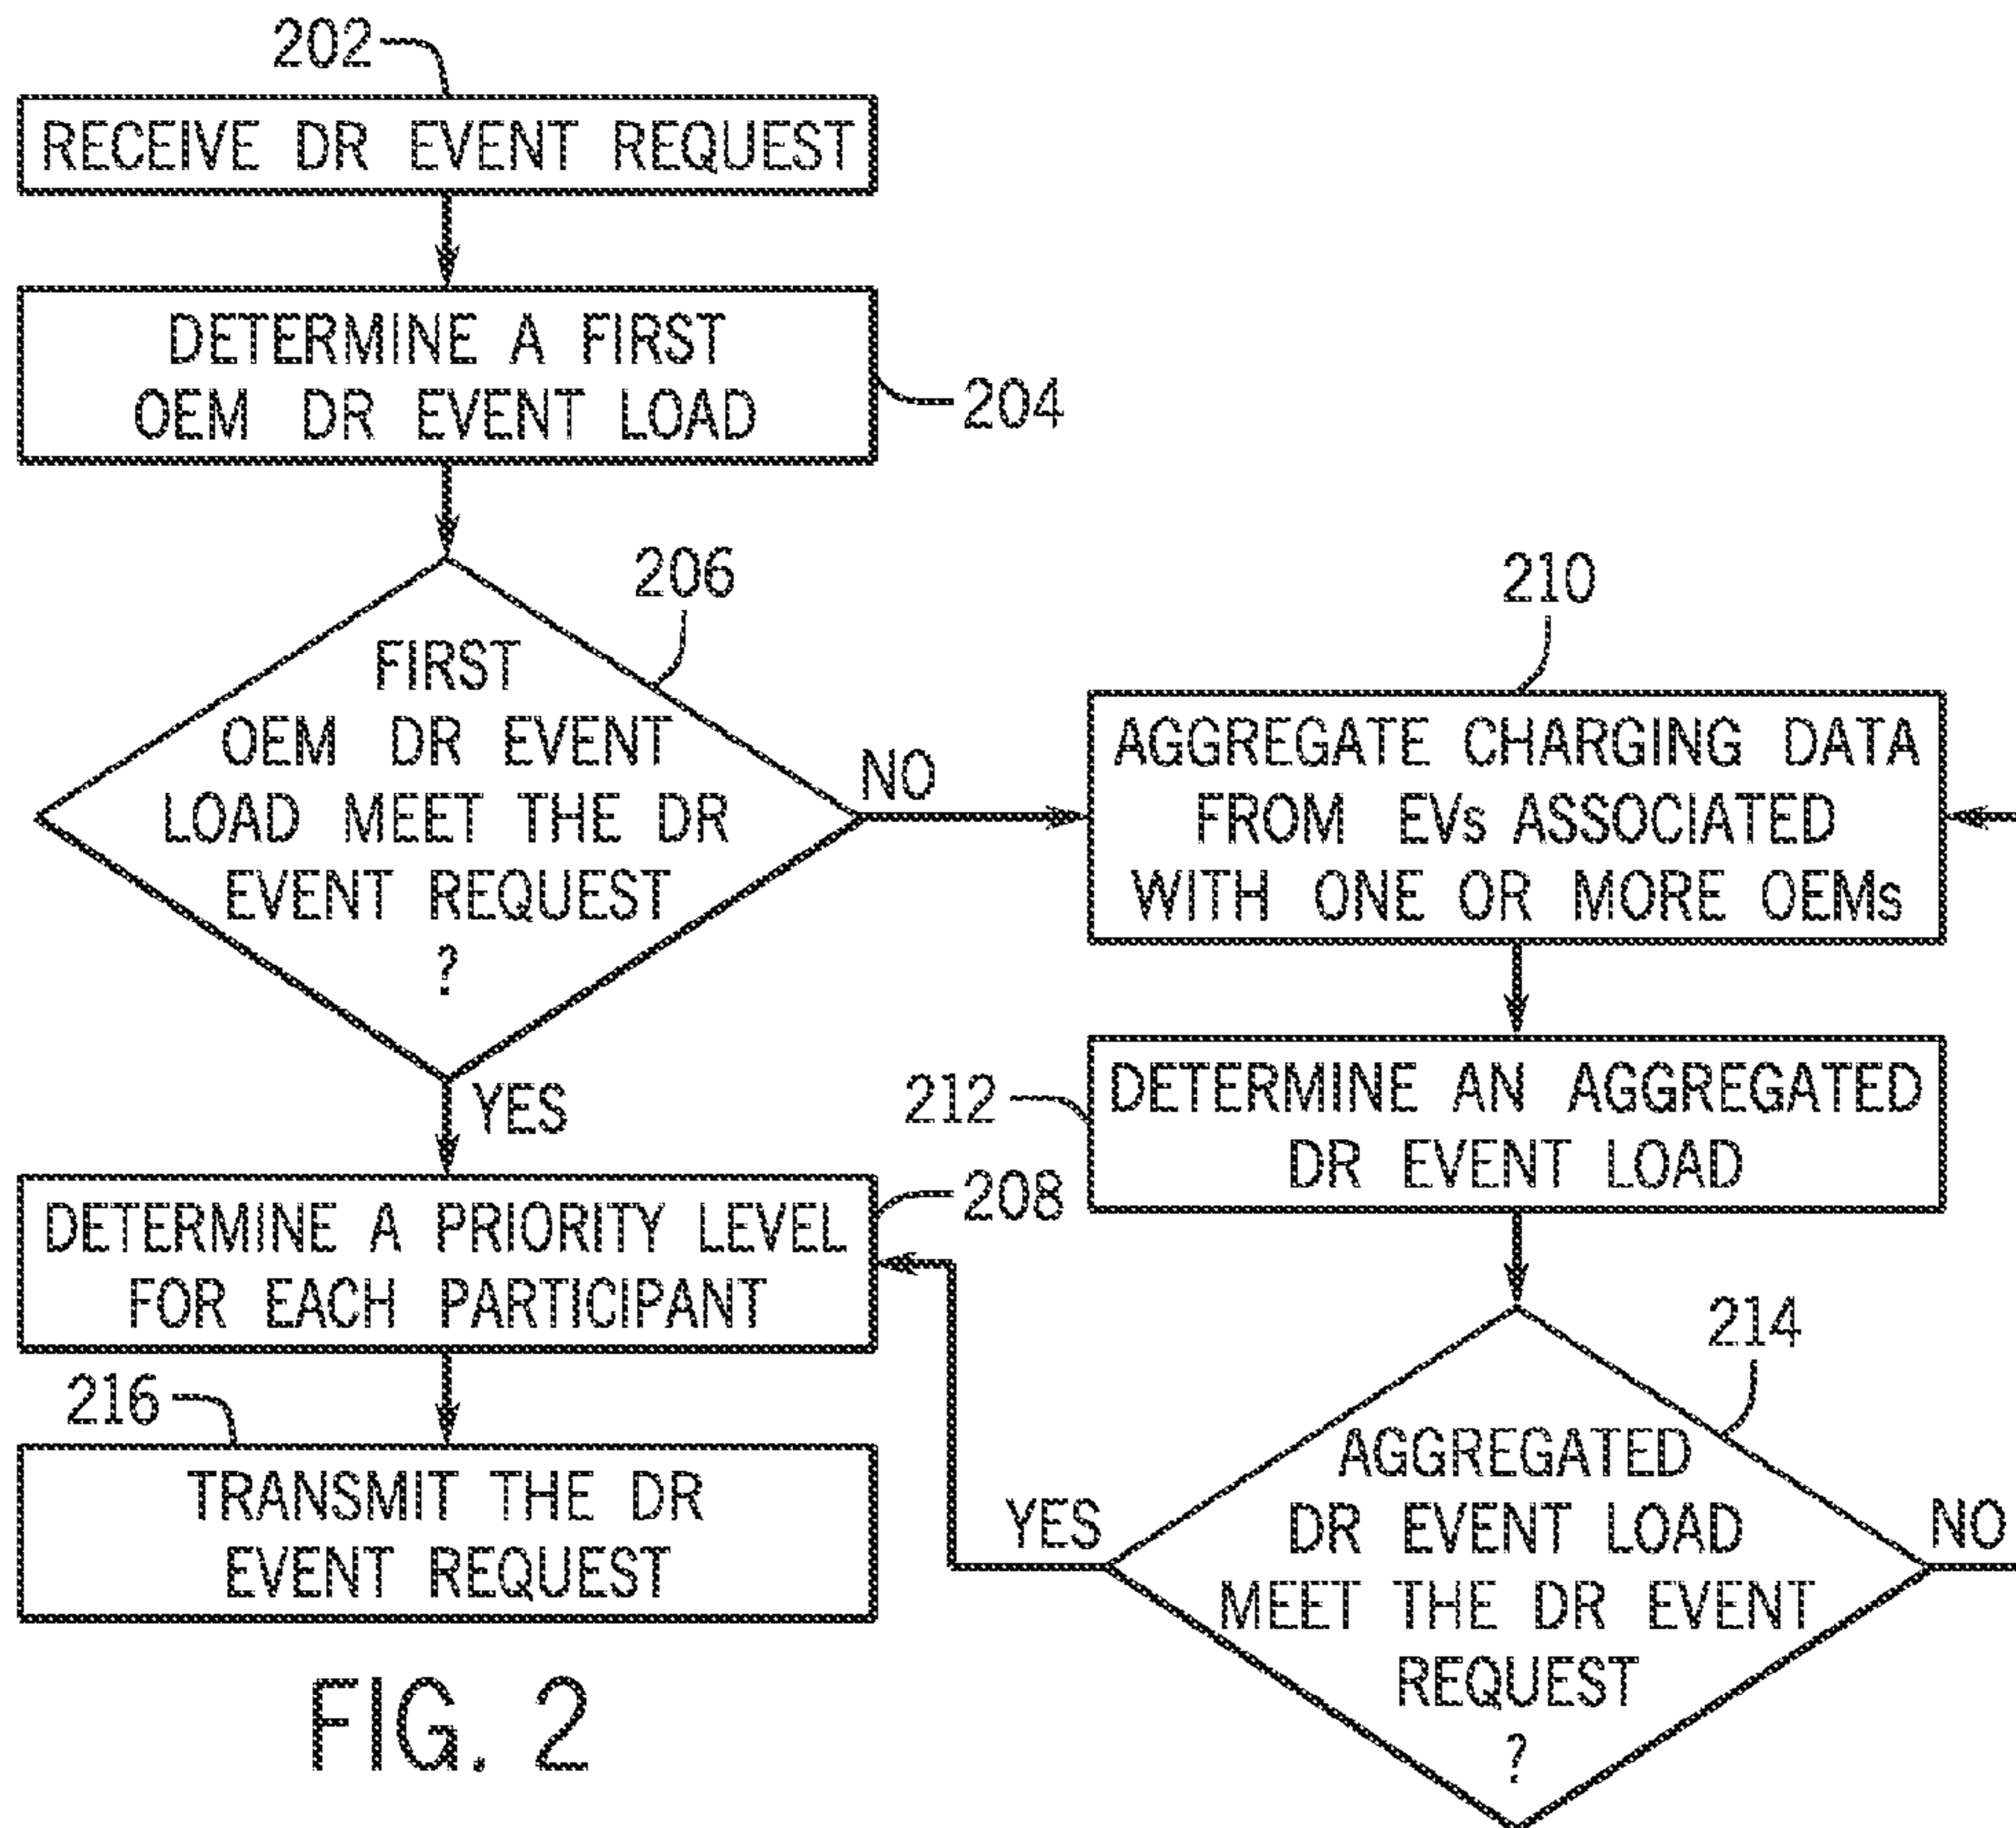 202
RECEIVE DR EVENT REQUEST
DETERMINE A FIRST
OEM DR EVENT LOAD
204
206
FIRST
OEM DR EVENT
LOAD MEET THE DR
EVENT REQUEST
?
NO
YES
210
AGGREGATE CHARGING DATA
FROM EVs ASSOCIATED
WITH ONE OR MORE OEMs
212
DETERMINE AN AGGREGATED
DR EVENT LOAD
208
DETERMINE A PRIORITY LEVEL
FOR EACH PARTICIPANT
214
AGGREGATED
DR EVENT LOAD
MEET THE DR EVENT
REQUEST
?
YES
NO
216
TRANSMIT THE DR
EVENT REQUEST
FIG. 2